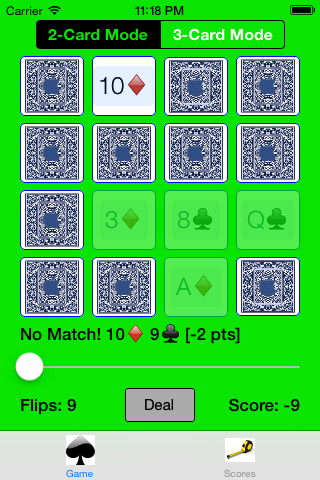 Carrier 11:18 PM
2-Card Mode 3-Card Mode
10♦
3♦ 8♣ Q♣
A♦
No Match! 10♦ 9♣ [-2 pts]
Flips: 9 Deal Score: -9
Game Scores